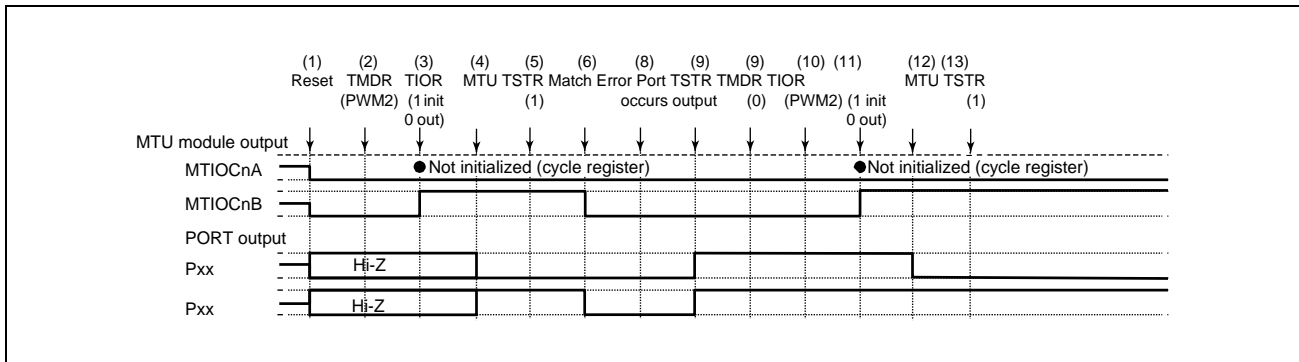 (1) (2) (3) (4) (5) (6) (8) (9) (9) (10) (11) (12) (13)
Reset TMDR TIOR MTU TSTR Match Error Port TSTR TMDR TIOR MTU TSTR
(PWM2) (1 init (1) occurs output (0) (PWM2) (1 init (1)
0 out) 0 out)
MTU module output
MTIOCnA Not initialized (cycle register) Not initialized (cycle register)
MTIOCnB
PORT output
Pxx Hi-Z
Pxx Hi-Z